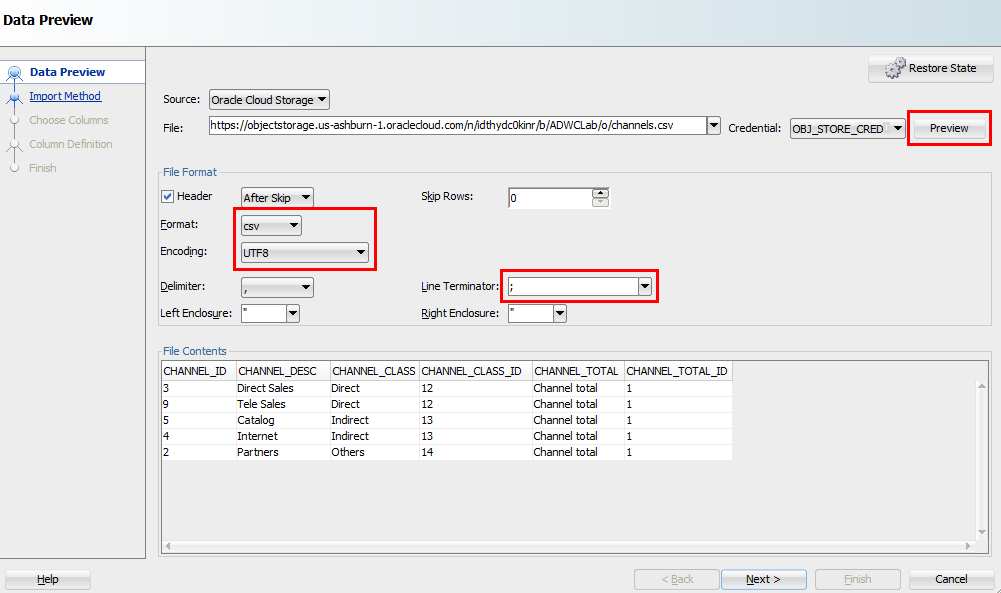 Data Preview
Data Preview
Import Method
Choose Columns
Column Definition
Finish
Restore State
Source: Oracle Cloud Storage
File: https://objectstorage.us-ashburn-1.oraclecloud.com/n/idthydc0kinr/b/ADWCLab/o/channels.csv Credential: OBJ_STORE_CRED Preview
File Format
Header After Skip Skip Rows: 0
Format: csv
Encoding: UTF8
Delimiter: , Line Terminator: ;
Left Enclosure: " Right Enclosure: "
File Contents
CHANNEL_ID CHANNEL_DESC CHANNEL_CLASS CHANNEL_CLASS_ID CHANNEL_TOTAL CHANNEL_TOTAL_ID
3 Direct Sales Direct 12 Channel total 1
9 Tele Sales Direct 12 Channel total 1
5 Catalog Indirect 13 Channel total 1
4 Internet Indirect 13 Channel total 1
2 Partners Others 14 Channel total 1
Help < Back Next > Finish Cancel